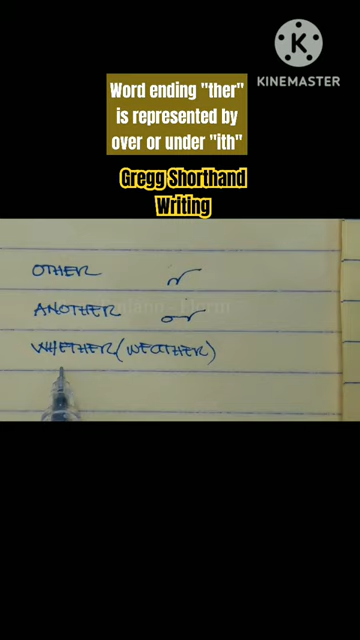 KINEMASTER
Word ending "ther"
is represented by
over or under "ith"
Gregg Shorthand
Writing
OTHER
ANOTHER
WHETHER (WEATHER)